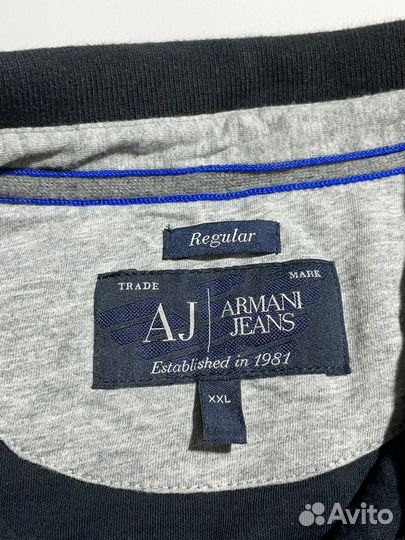 Regular
TRADE MARK
AJ ARMANI
JEANS
Established in 1981
XXL
Avito